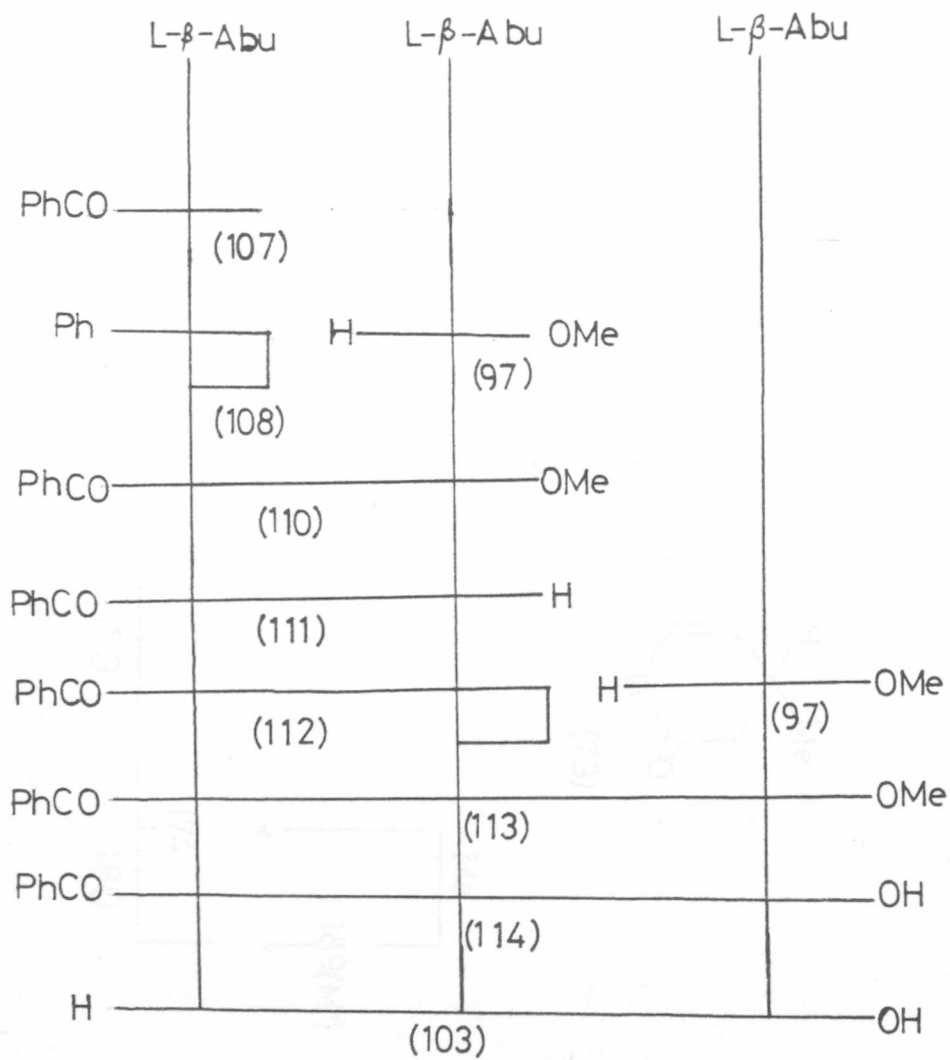 L-β-Abu L-β-Abu L-β-Abu
PhCO
(107)
Ph H OMe
(97)
(108)
PhCO OMe
(110)
PhCO H
(111)
PhCO H OMe
(112) (97)
PhCO OMe
(113)
PhCO OH
(114)
H OH
(103)